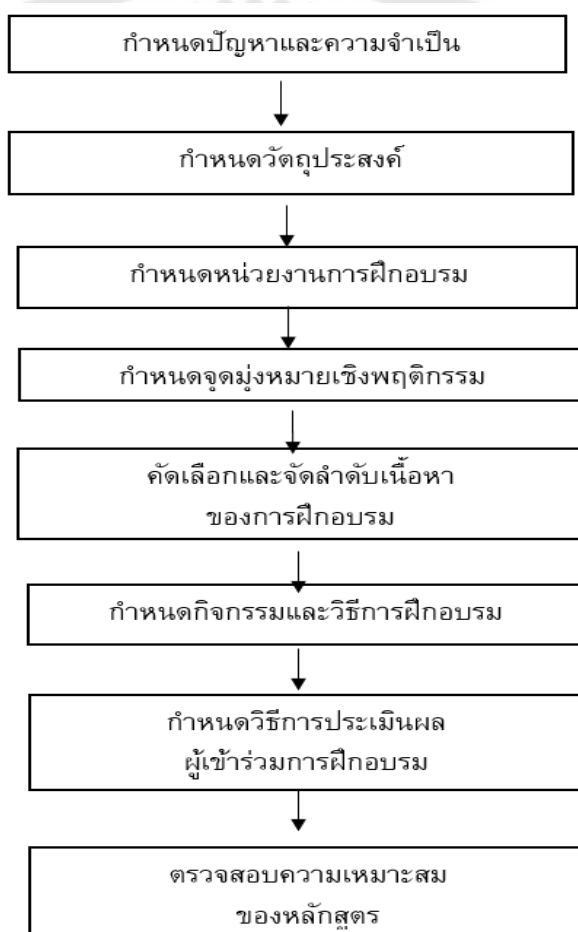 กำหนดปัญหาและความจำเป็น
กำหนดวัตถุประสงค์
กำหนดหน่วยงานการฝึกอบรม
กำหนดจุดมุ่งหมายเชิงพฤติกรรม
คัดเลือกและจัดลำดับเนื้อหา
ของการฝึกอบรม
กำหนดกิจกรรมและวิธีการฝึกอบรม
กำหนดวิธีการประเมินผล
ผู้เข้าร่วมการฝึกอบรม
ตรวจสอบความเหมาะสม
ของหลักสูตร